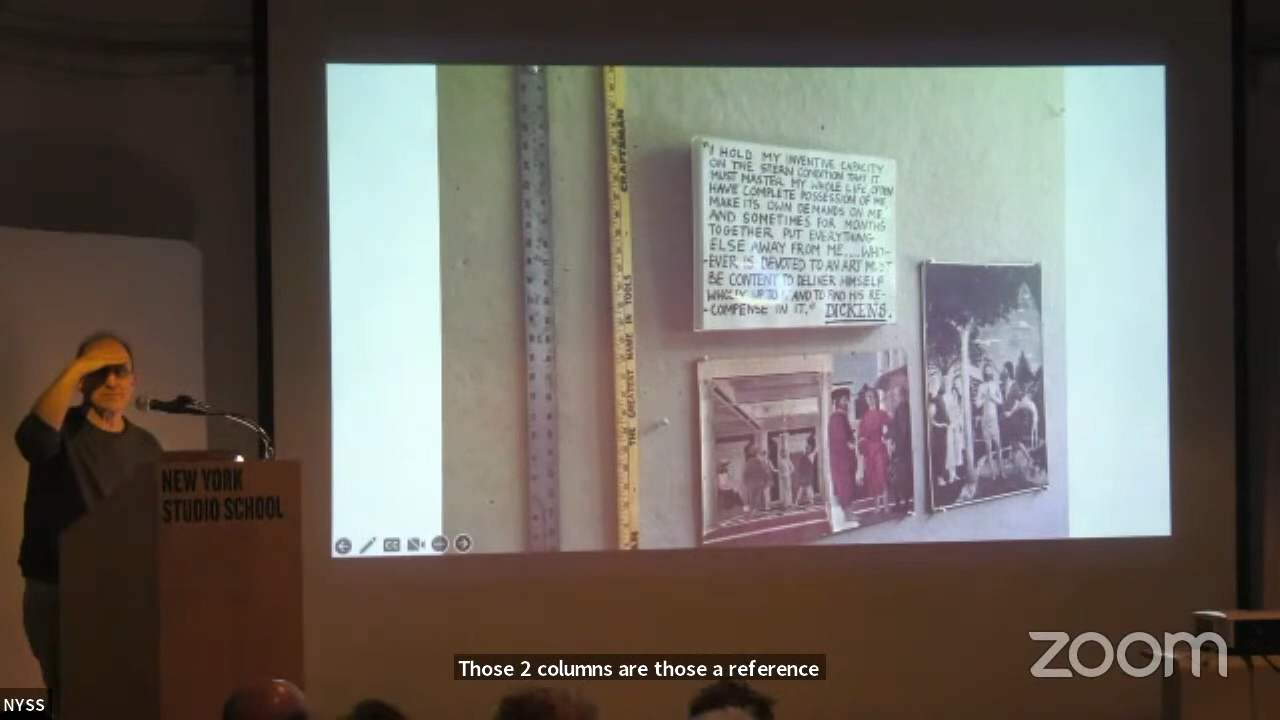 CRAFTSMAN
THE GREATEST NAME IN TOOLS
"I HOLD MY INVENTIVE CAPACITY
ON THE STERN CONDITION THAT IT
MUST MASTER MY WHOLE LIFE, OFTEN
HAVE COMPLETE POSSESSION OF ME,
MAKE ITS OWN DEMANDS ON ME,
AND SOMETIMES FOR MONTHS
TOGETHER PUT EVERYTHING
ELSE AWAY FROM ME.... WHO-
-EVER IS DEVOTED TO AN ART MUST
BE CONTENT TO DELIVER HIMSELF
WHOLLY UP TO IT, AND TO FIND HIS RE-
-COMPENSE IN IT."  DICKENS.
NEW YORK
STUDIO SCHOOL
Those 2 columns are those a reference
zoom
NYSS